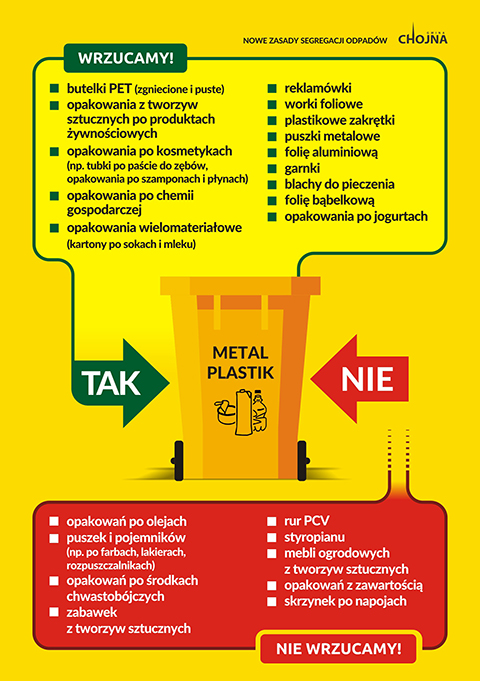 NOWE ZASADY SEGREGACJI ODPADÓW
GMINA
CHOJNA
WRZUCAMY!
butelki PET (zgniecione i puste)
opakowania z tworzyw
sztucznych po produktach
żywnościowych
opakowania po kosmetykach
(np. tubki po paście do zębów,
opakowania po szamponach i płynach)
opakowania po chemii
gospodarczej
opakowania wielomateriałowe
(kartony po sokach i mleku)
reklamówki
worki foliowe
plastikowe zakrętki
puszki metalowe
folię aluminiową
garnki
blachy do pieczenia
folię bąbelkową
opakowania po jogurtach
TAK
METAL
PLASTIK
NIE
opakowań po olejach
puszek i pojemników
(np. po farbach, lakierach,
rozpuszczalnikach)
opakowań po środkach
chwastobójczych
zabawek
z tworzyw sztucznych
rur PCV
styropianu
mebli ogrodowych
z tworzyw sztucznych
opakowań z zawartością
skrzynek po napojach
NIE WRZUCAMY!